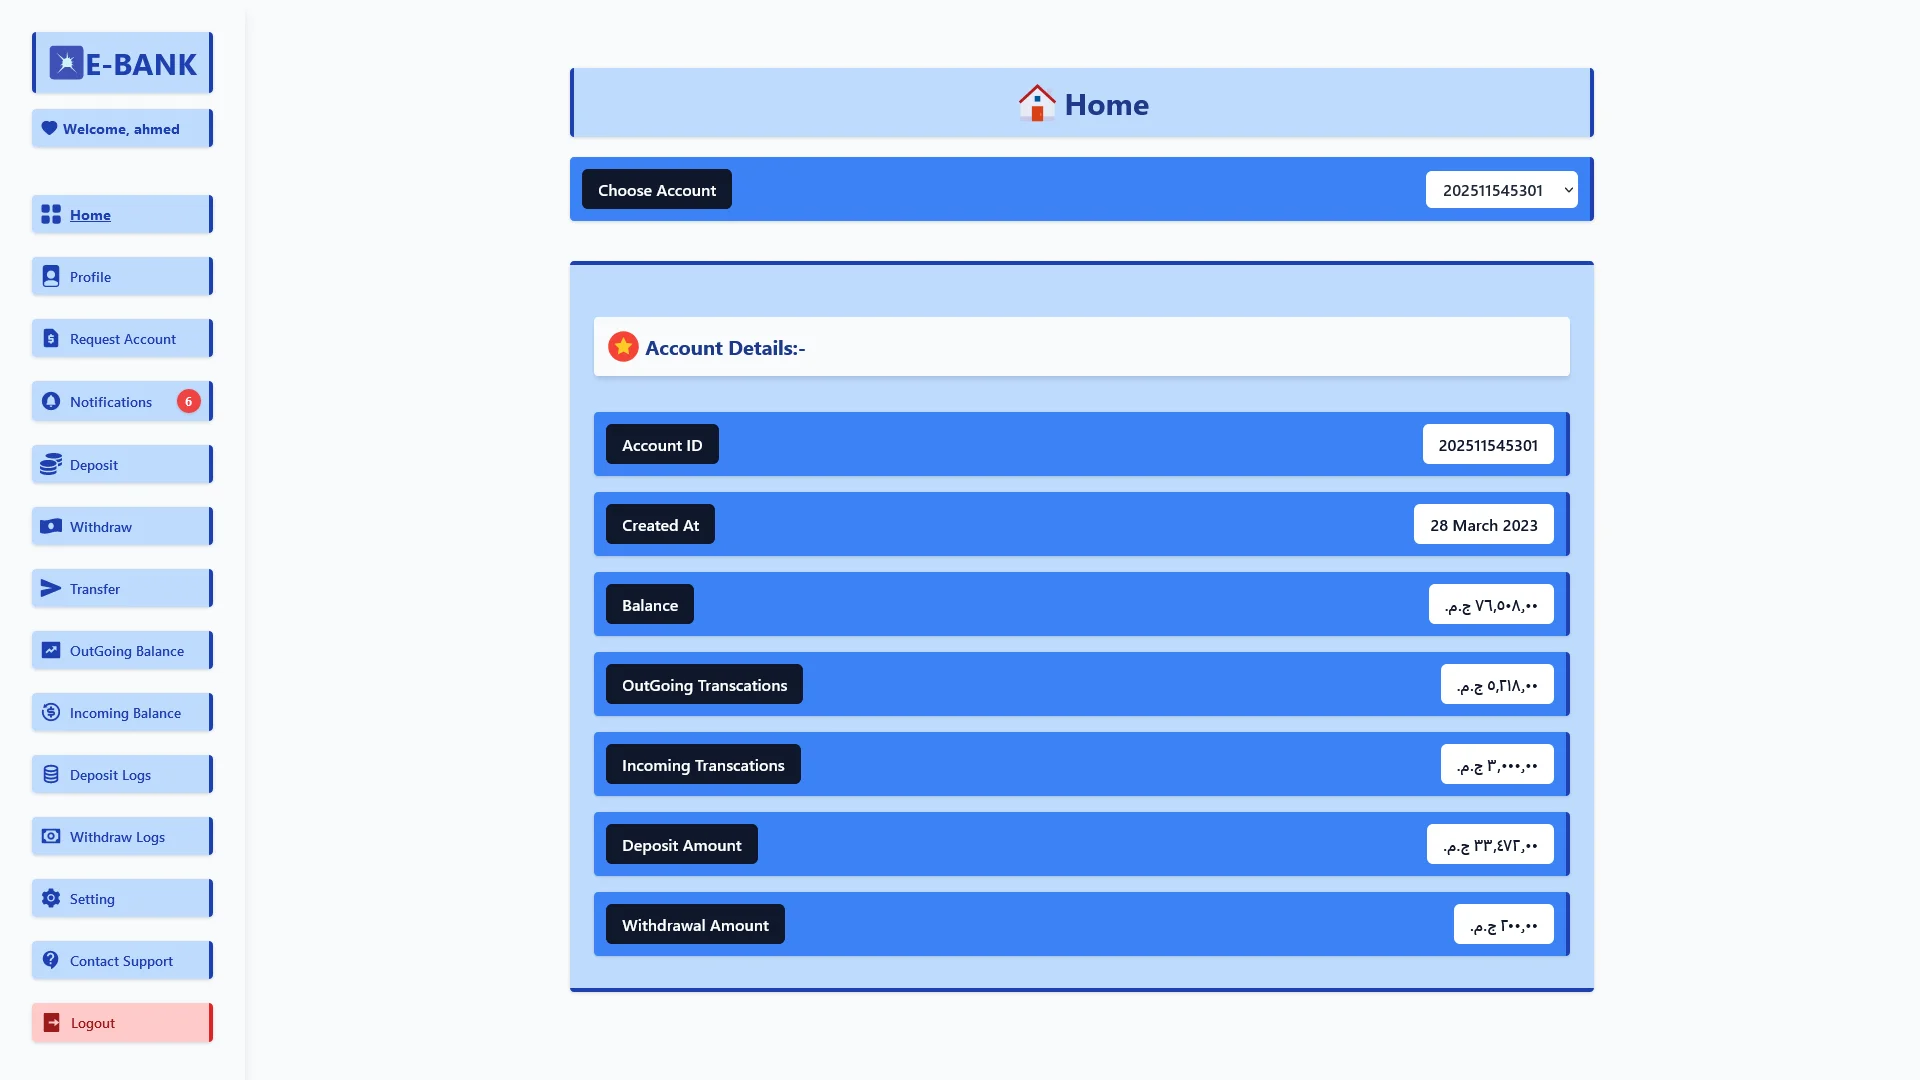 E-BANK
Welcome, ahmed
Home
Profile
Request Account
Notifications 6
Deposit
Withdraw
Transfer
OutGoing Balance
Incoming Balance
Deposit Logs
Withdraw Logs
Setting
Contact Support
Logout
Home
Choose Account 202511545301
Account Details:-
Account ID 202511545301
Created At 28 March 2023
Balance ٧٦,٥٠٨,٠٠ ج.م.
OutGoing Transcations ٥,٢١٨,٠٠ ج.م.
Incoming Transcations ٣,٠٠٠,٠٠ ج.م.
Deposit Amount ٣٣,٤٧٢,٠٠ ج.م.
Withdrawal Amount ٢٠٠,٠٠ ج.م.